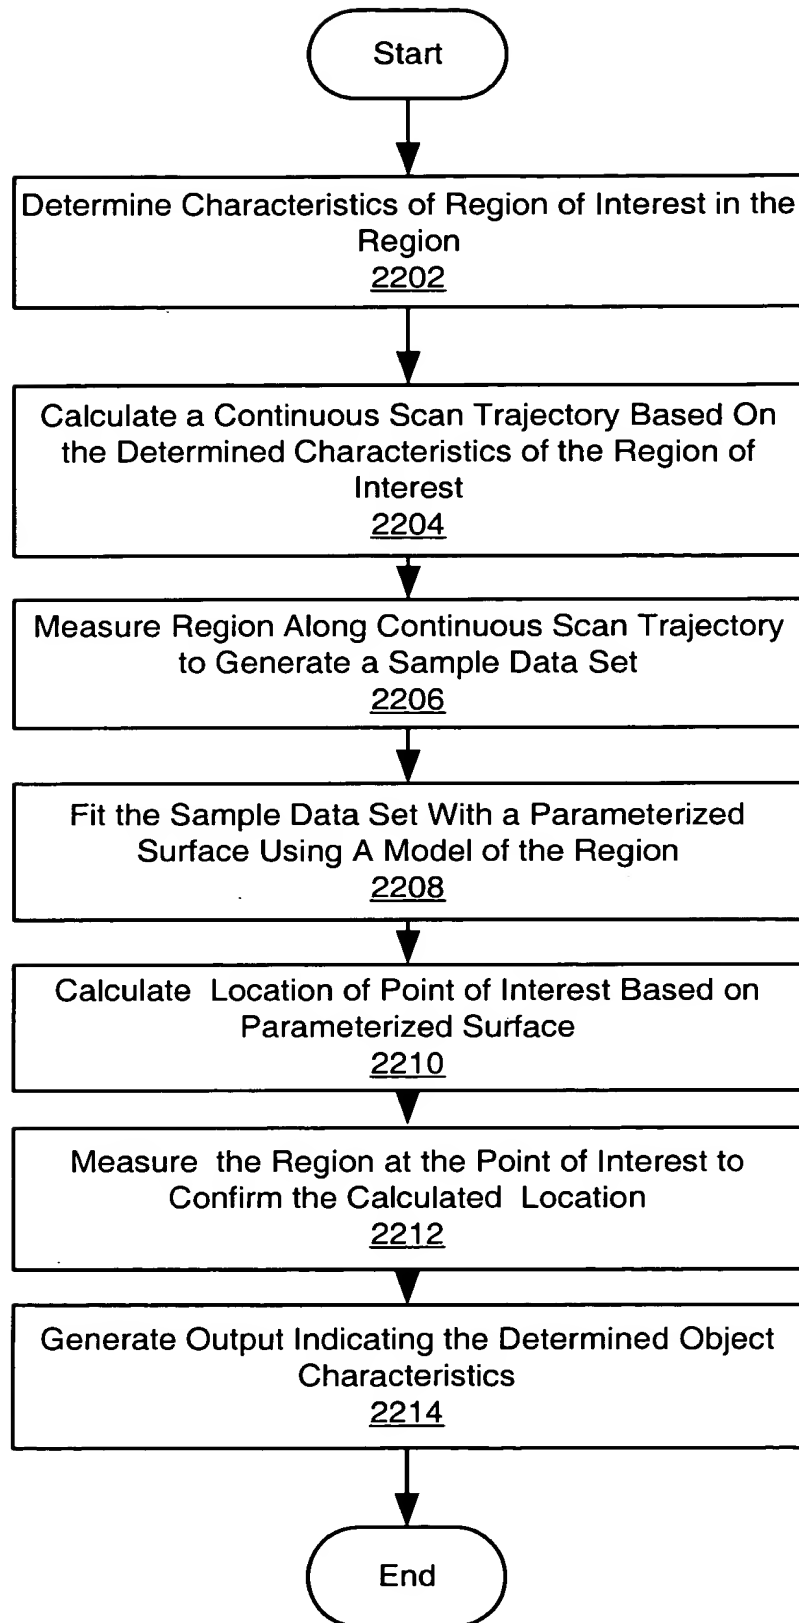 Start
Determine Characteristics of Region of Interest in the
Region
2202
Calculate a Continuous Scan Trajectory Based On
the Determined Characteristics of the Region of
Interest
2204
Measure Region Along Continuous Scan Trajectory
to Generate a Sample Data Set
2206
Fit the Sample Data Set With a Parameterized
Surface Using A Model of the Region
2208
Calculate Location of Point of Interest Based on
Parameterized Surface
2210
Measure the Region at the Point of Interest to
Confirm the Calculated Location
2212
Generate Output Indicating the Determined Object
Characteristics
2214
End